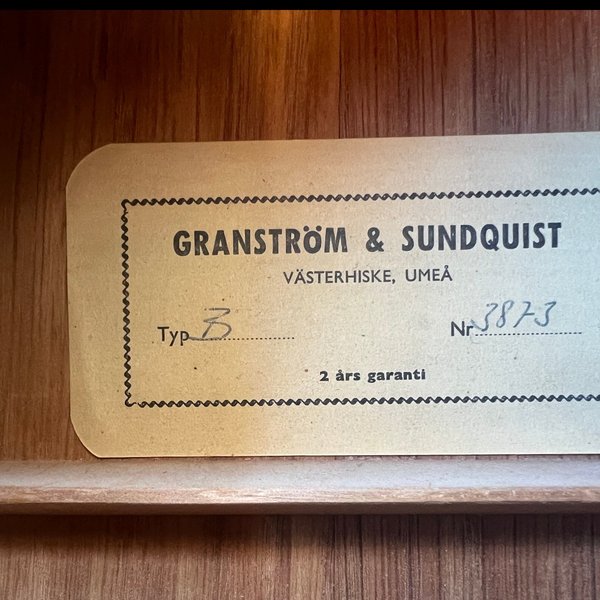 GRANSTRÖM & SUNDQUIST
VÄSTERHISKE, UMEÅ
Typ B Nr 3873
2 års garanti